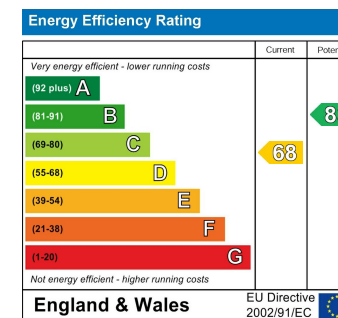 Energy Efficiency Rating
Current
Very energy efficient - lower running costs
(92 plus) A
(81-91) B
(69-80) C
68
(55-68) D
(39-54) E
(21-38) F
(1-20) G
Not energy efficient - higher running costs
England & Wales
EU Directive
2002/91/EC